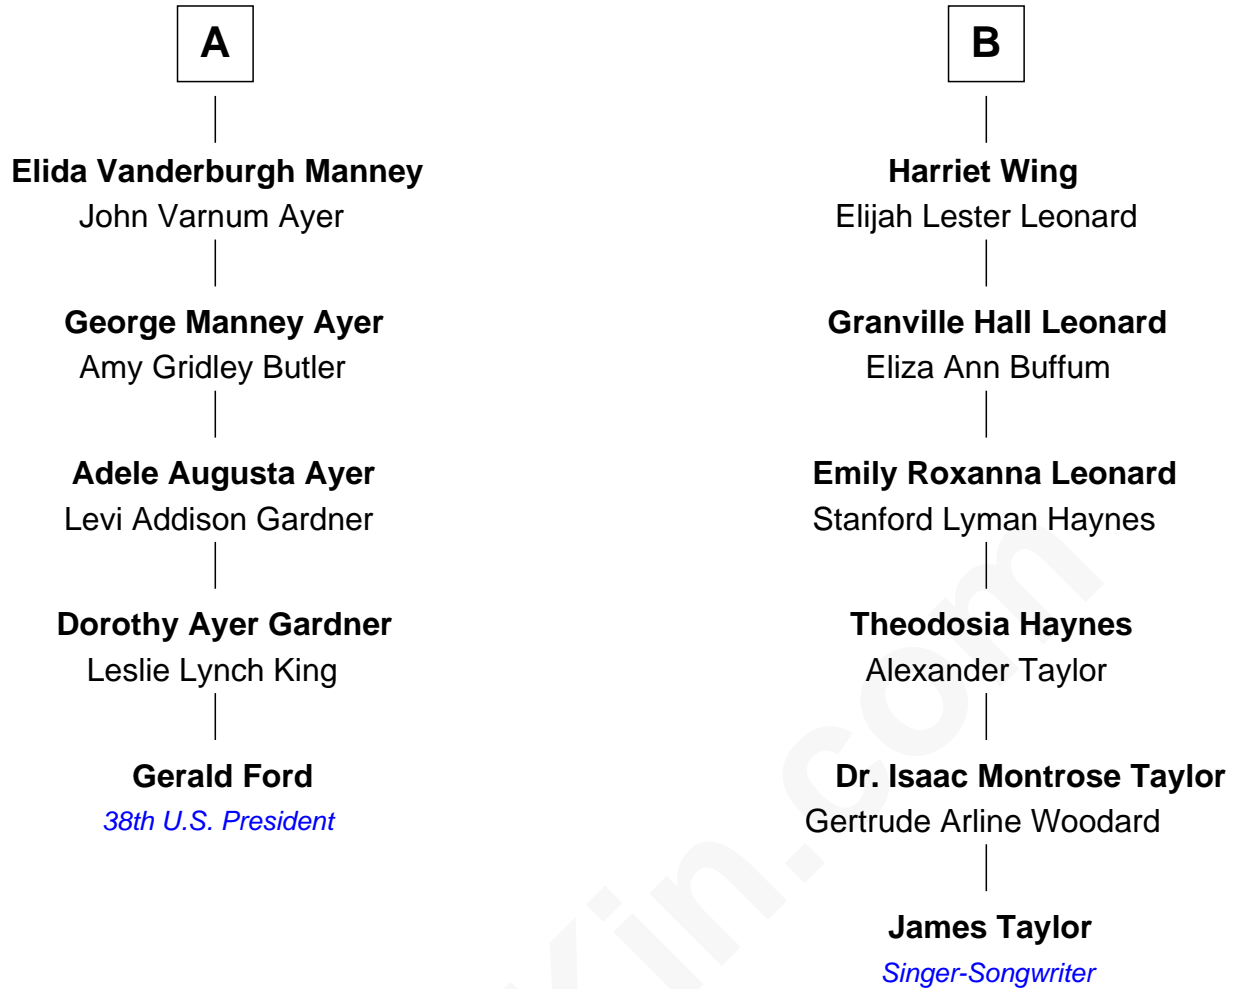 A
Elida Vanderburgh Manney
John Varnum Ayer
George Manney Ayer
Amy Gridley Butler
Adele Augusta Ayer
Levi Addison Gardner
Dorothy Ayer Gardner
Leslie Lynch King
Gerald Ford
38th U.S. President
B
Harriet Wing
Elijah Lester Leonard
Granville Hall Leonard
Eliza Ann Buffum
Emily Roxanna Leonard
Stanford Lyman Haynes
Theodosia Haynes
Alexander Taylor
Dr. Isaac Montrose Taylor
Gertrude Arline Woodard
James Taylor
Singer-Songwriter
Kin.com